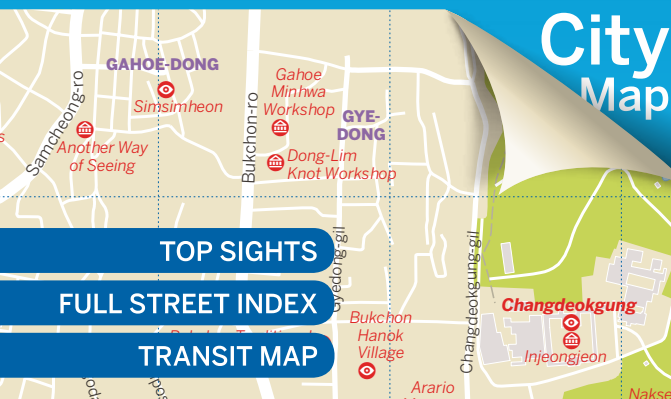 City
Map
GAHOE-DONG
Simsimheon
Samcheong-ro
Another Way
of Seeing
Gahoe
Minhwa
Workshop
Bukchon-ro
GYE-
DONG
Dong-Lim
Knot Workshop
TOP SIGHTS
FULL STREET INDEX
TRANSIT MAP
Gyedong-gil
Changdeokgung-gil
Changdeokgung
Injeongjeon
Bukchon
Hanok
Village
Arario